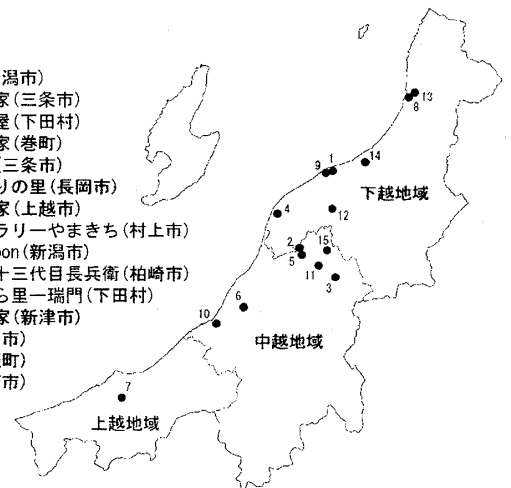 潟市)
家(三条市)
屋(下田村)
家(巻町)
(三条市)
りの里(長岡市)
家(上越市)
ラリーやまきち(村上市)
oon(新潟市)
十三代目長兵衛(柏崎市)
ら里一瑞門(下田村)
家(新津市)
市)
町)
市)
13
8
14
9 1
下越地域
4
12
2
15
5
11
3
6
10
中越地域
7
上越地域